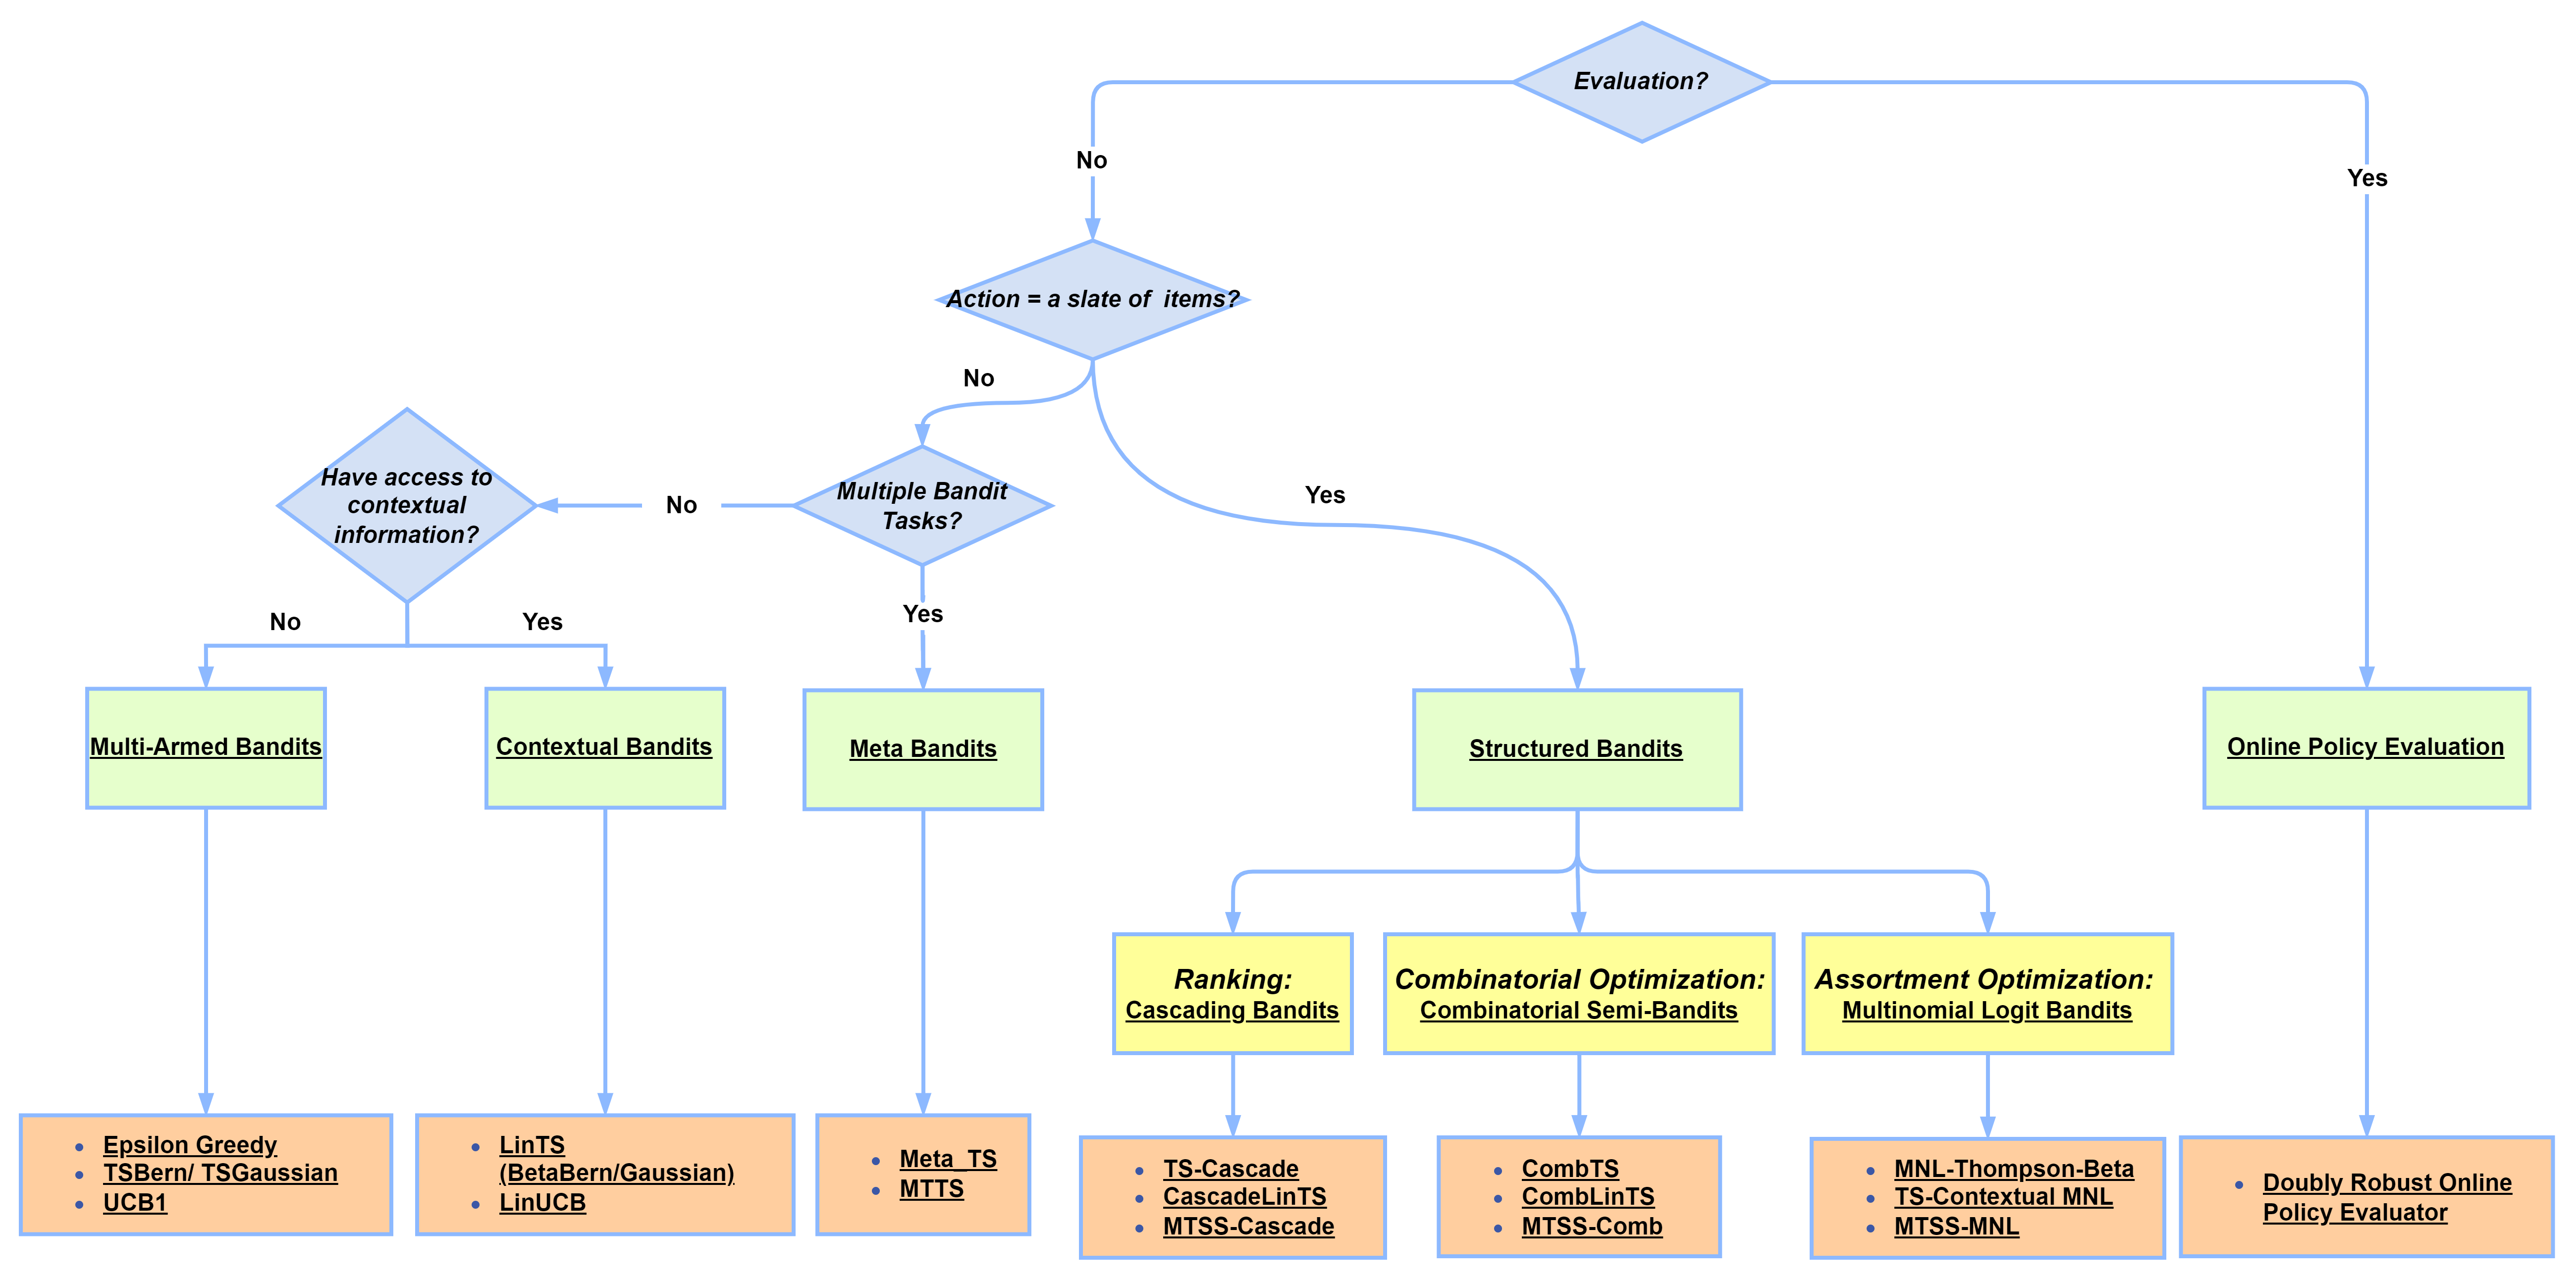 Evaluation?
No
Yes
Action = a slate of  items?
No
Yes
Multiple Bandit
Tasks?
No
Have access to
contextual
information?
Yes
No
Yes
Multi-Armed Bandits
Contextual Bandits
Meta Bandits
Structured Bandits
Online Policy Evaluation
Ranking:
Cascading Bandits
Combinatorial Optimization:
Combinatorial Semi-Bandits
Assortment Optimization:
Multinomial Logit Bandits
• Epsilon Greedy
• TSBern/ TSGaussian
• UCB1
• LinTS
(BetaBern/Gaussian)
• LinUCB
• Meta_TS
• MTTS
• TS-Cascade
• CascadeLinTS
• MTSS-Cascade
• CombTS
• CombLinTS
• MTSS-Comb
• MNL-Thompson-Beta
• TS-Contextual MNL
• MTSS-MNL
• Doubly Robust Online
Policy Evaluator